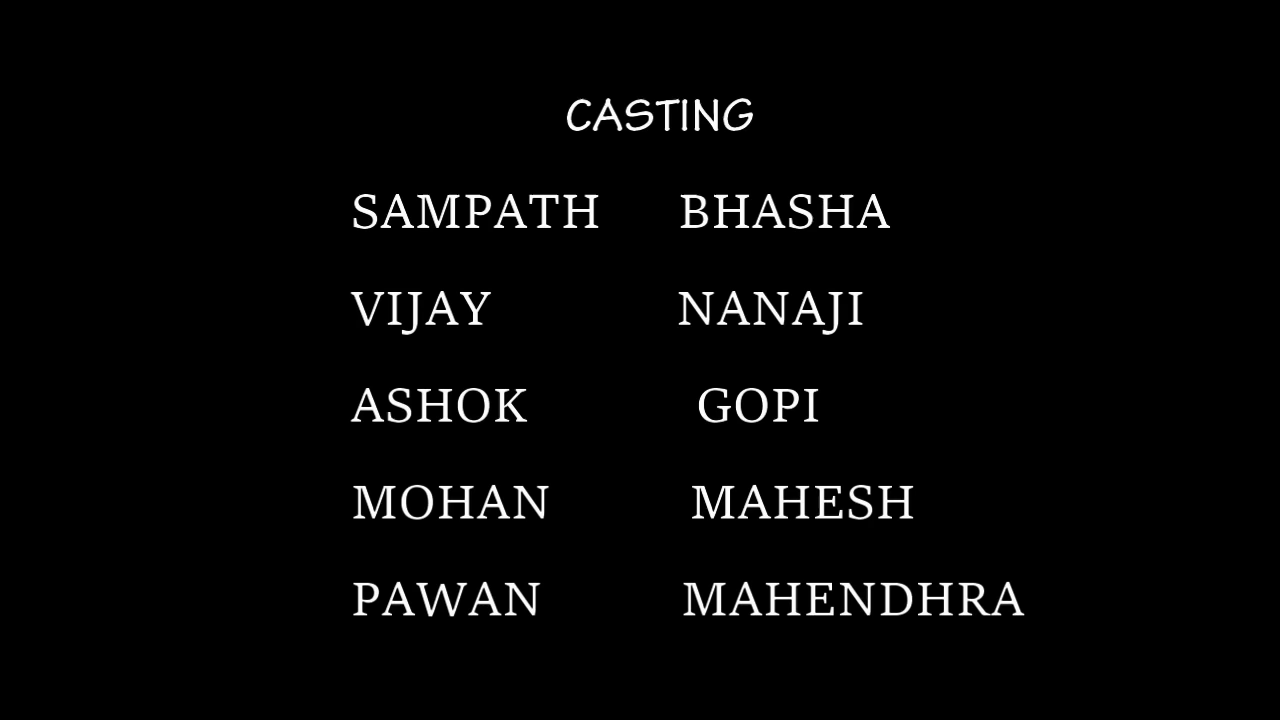 CASTING
SAMPATH BHASHA
VIJAY NANAJI
ASHOK GOPI
MOHAN MAHESH
PAWAN MAHENDHRA